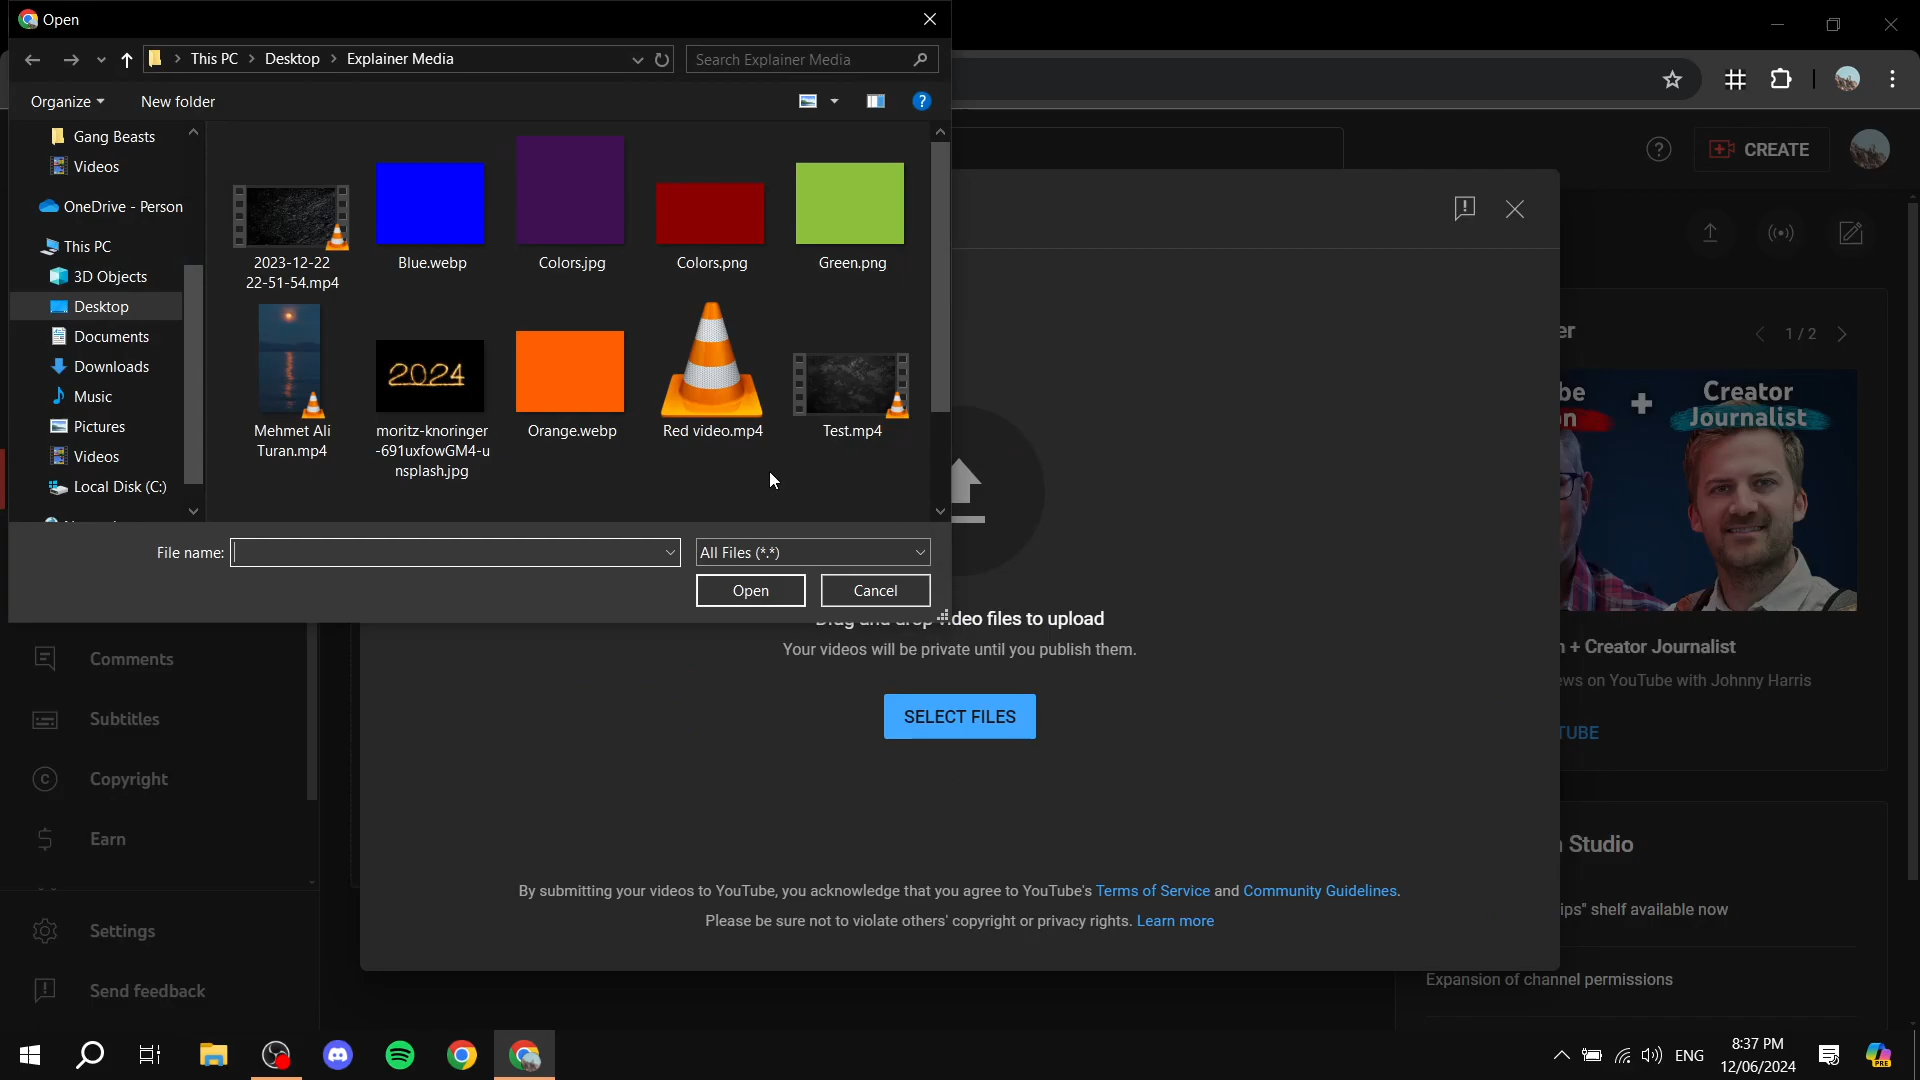 Open
This PC
Desktop
Explainer Media
Search Explainer Media
Organize
New folder
Gang Beasts
Videos
OneDrive - Person
This PC
3D Objects
Desktop
Documents
Downloads
Music
Pictures
Videos
Local Disk (C:)
2023-12-22
22-51-54.mp4
Blue.webp
Colors.jpg
Colors.png
Green.png
Mehmet Ali
Turan.mp4
2024
moritz-knoringer
-691uxfowGM4-u
nsplash.jpg
Orange.webp
Red video.mp4
Test.mp4
File name:
All Files (*.*)
Open
Cancel
CREATE
1 / 2
Creator
Journalist
+ Creator Journalist
on YouTube with Johnny Harris
Drag and drop video files to upload
Your videos will be private until you publish them.
SELECT FILES
By submitting your videos to YouTube, you acknowledge that you agree to YouTube's Terms of Service and Community Guidelines.
Please be sure not to violate others' copyright or privacy rights. Learn more
Comments
Subtitles
Copyright
Earn
Settings
Send feedback
Studio
shelf available now
Expansion of channel permissions
ENG
8:37 PM
12/06/2024
PRE